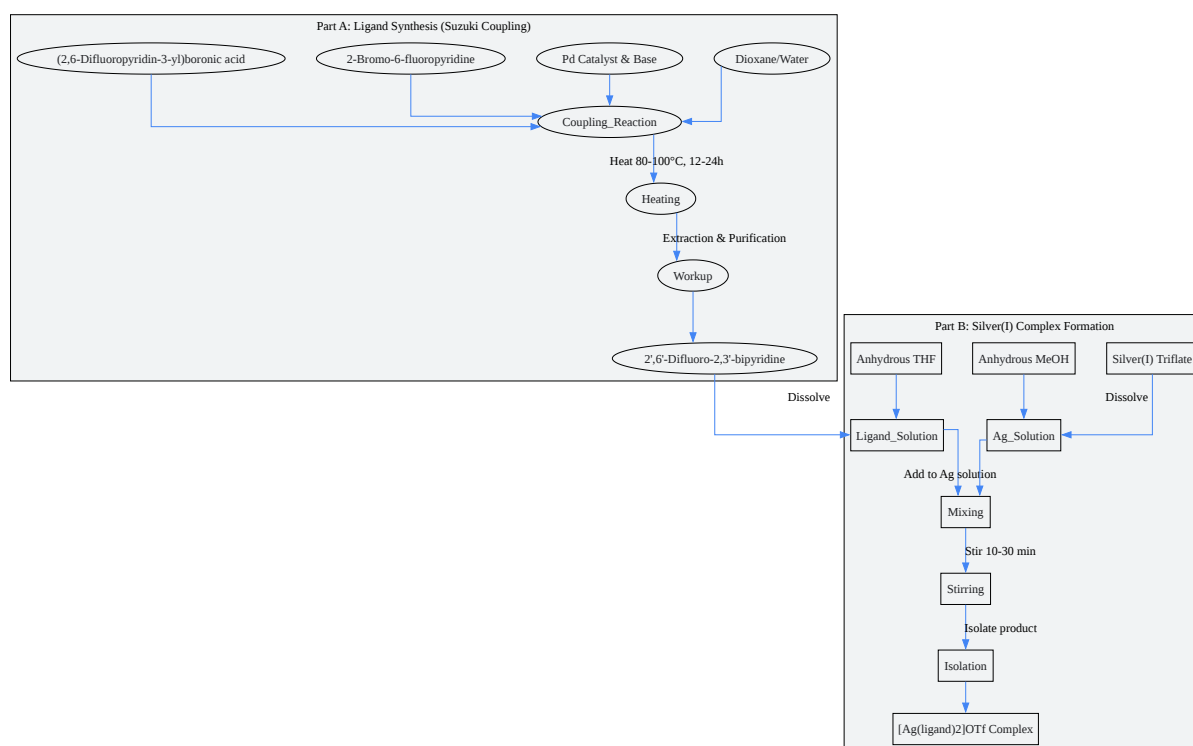 Part A: Ligand Synthesis (Suzuki Coupling)
(2,6-Difluoropyridin-3-yl)boronic acid
2-Bromo-6-fluoropyridine
Pd Catalyst & Base
Dioxane/Water
Coupling_Reaction
Heat 80-100°C, 12-24h
Heating
Extraction & Purification
Workup
2',6'-Difluoro-2,3'-bipyridine
Dissolve
Part B: Silver(I) Complex Formation
Anhydrous THF
Anhydrous MeOH
Silver(I) Triflate
Dissolve
Ligand_Solution
Ag_Solution
Add to Ag solution
Mixing
Stir 10-30 min
Stirring
Isolate product
Isolation
[Ag(ligand)2]OTf Complex